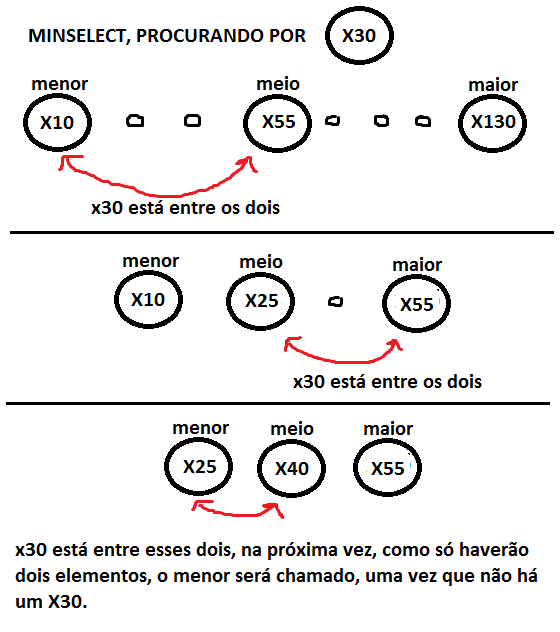 MINSELECT, PROCURANDO POR X30
menor meio maior
X10 X55 X130
x30 está entre os dois
menor meio maior
X10 X25 X55
x30 está entre os dois
menor meio maior
X25 X40 X55
x30 está entre esses dois, na próxima vez, como só haverão
dois elementos, o menor será chamado, uma vez que não há
um X30.